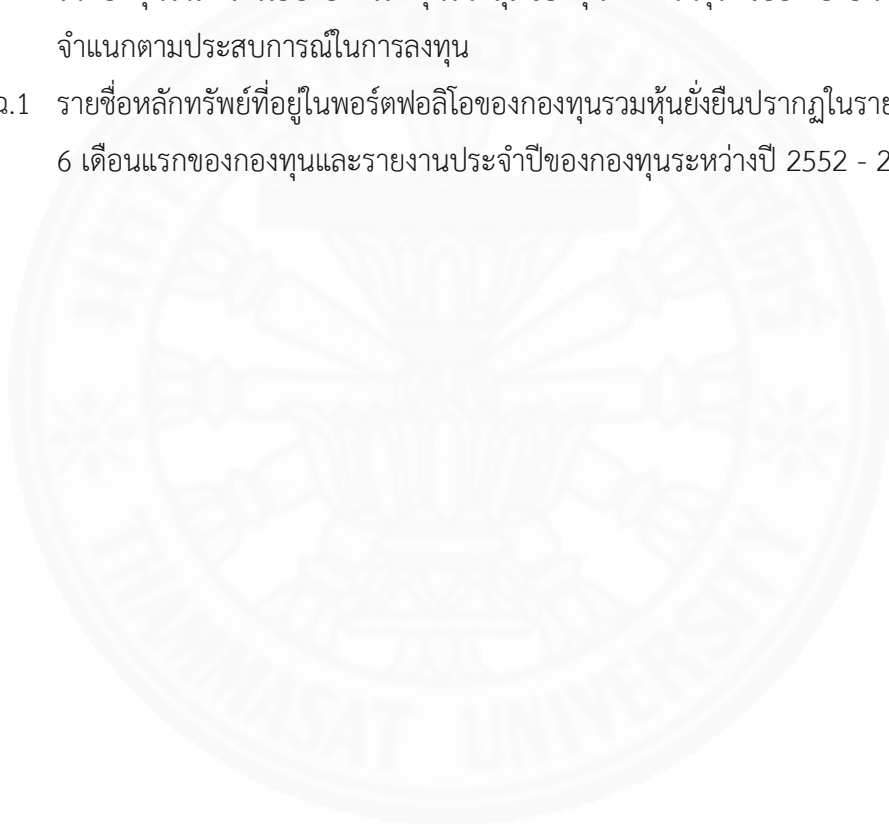 จำแนกตามประสบการณ์ในการลงทุน
ฉ.1 รายชื่อหลักทรัพย์ที่อยู่ในพอร์ตฟอลิโอของกองทุนรวมหุ้นยั่งยืนปรากฏในราย
6 เดือนแรกของกองทุนและรายงานประจำปีของกองทุนระหว่างปี 2552 - 2
THAMMASAT UNIVERSITY